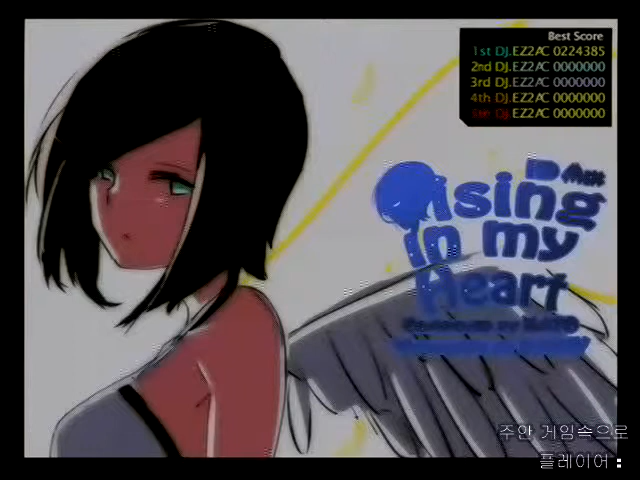 Best Score
1st DJ.EZ2AC 0224385
2nd DJ.EZ2AC 0000000
3rd DJ.EZ2AC 0000000
4th DJ.EZ2AC 0000000
5th DJ.EZ2AC 0000000
Rising
in my
Heart
주안 게임속으로
플레이어 :